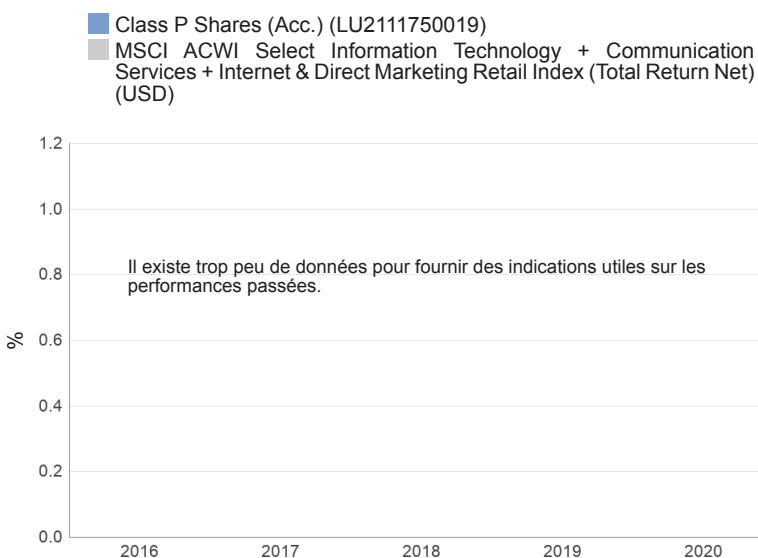 Class P Shares (Acc.) (LU2111750019)
MSCI ACWI Select Information Technology + Communication
Services + Internet & Direct Marketing Retail Index (Total Return Net)
(USD)
1.2
1.0
Il existe trop peu de données pour fournir des indications utiles sur les
0.8
performances passées.
%
0.6
0.4
0.2
0.0
2016 2017 2018 2019 2020